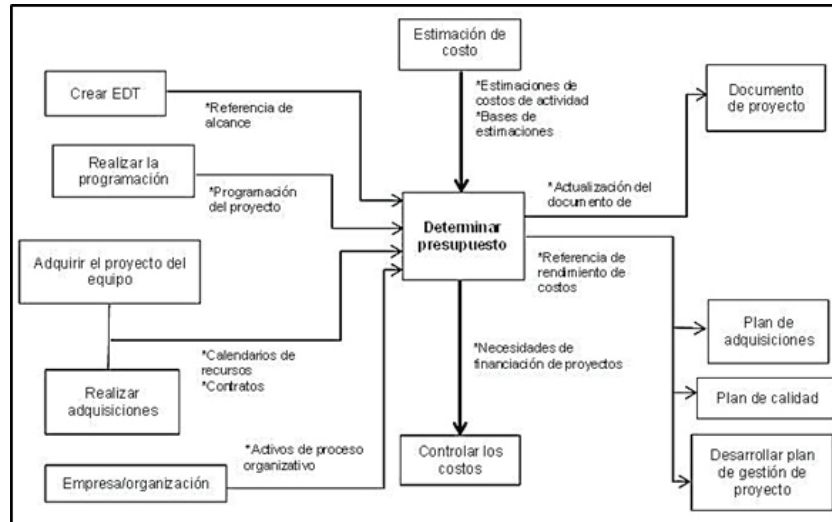 Estimación de
costo
Crear EDT
*Referencia de
alcance
*Estimaciones de
costos de actividad
*Bases de
estimaciones
Documento
de proyecto
Realizar la
programación
*Programación
del proyecto
Determinar
presupuesto
*Actualización del
documento de
Adquirir el proyecto del
equipo
*Referencia de
rendimiento de
costos
Plan de
adquisiciones
Realizar
adquisiciones
*Calendarios de
recursos
*Contratos
*Necesidades de
financiación de proyectos
Plan de calidad
*Activos de proceso
organizativo
Controlar los
costos
Desarrollar plan
de gestión de
proyecto
Empresa/organización